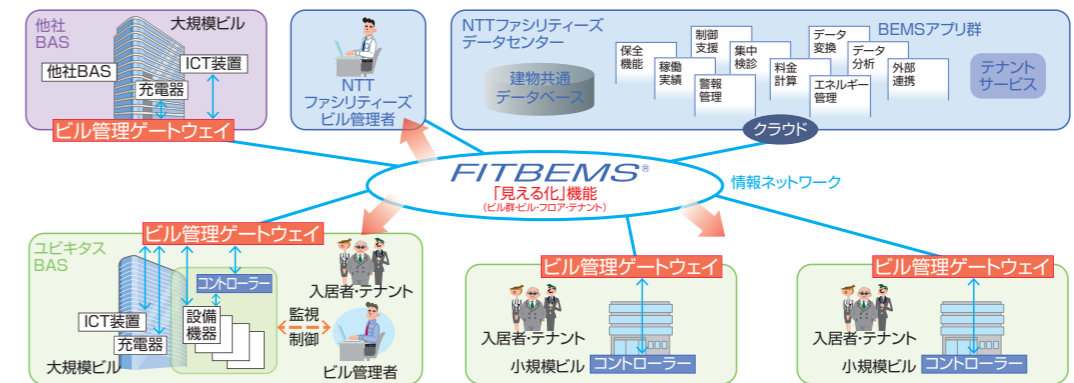 他社
BAS
大規模ビル
他社BAS
ICT装置
充電器
ビル管理ゲートウェイ
NTT
ファシリティーズ
ビル管理者
NTTファシリティーズ
データセンター
BEMSアプリ群
建物共通
データベース
保全
機能
稼働
実績
制御
支援
警報
管理
集中
検診
料金
計算
データ
変換
エネルギー
管理
データ
分析
外部
連携
テナント
サービス
クラウド
FITBEMS®
「見える化」機能
（ビル群・ビル・フロア・テナント）
情報ネットワーク
ビル管理ゲートウェイ
ユビキタス
BAS
コントローラー
ICT装置
充電器
設備
機器
大規模ビル
入居者・テナント
監視
制御
ビル管理者
ビル管理ゲートウェイ
入居者・テナント
小規模ビル
コントローラー
ビル管理ゲートウェイ
入居者・テナント
小規模ビル
コントローラー